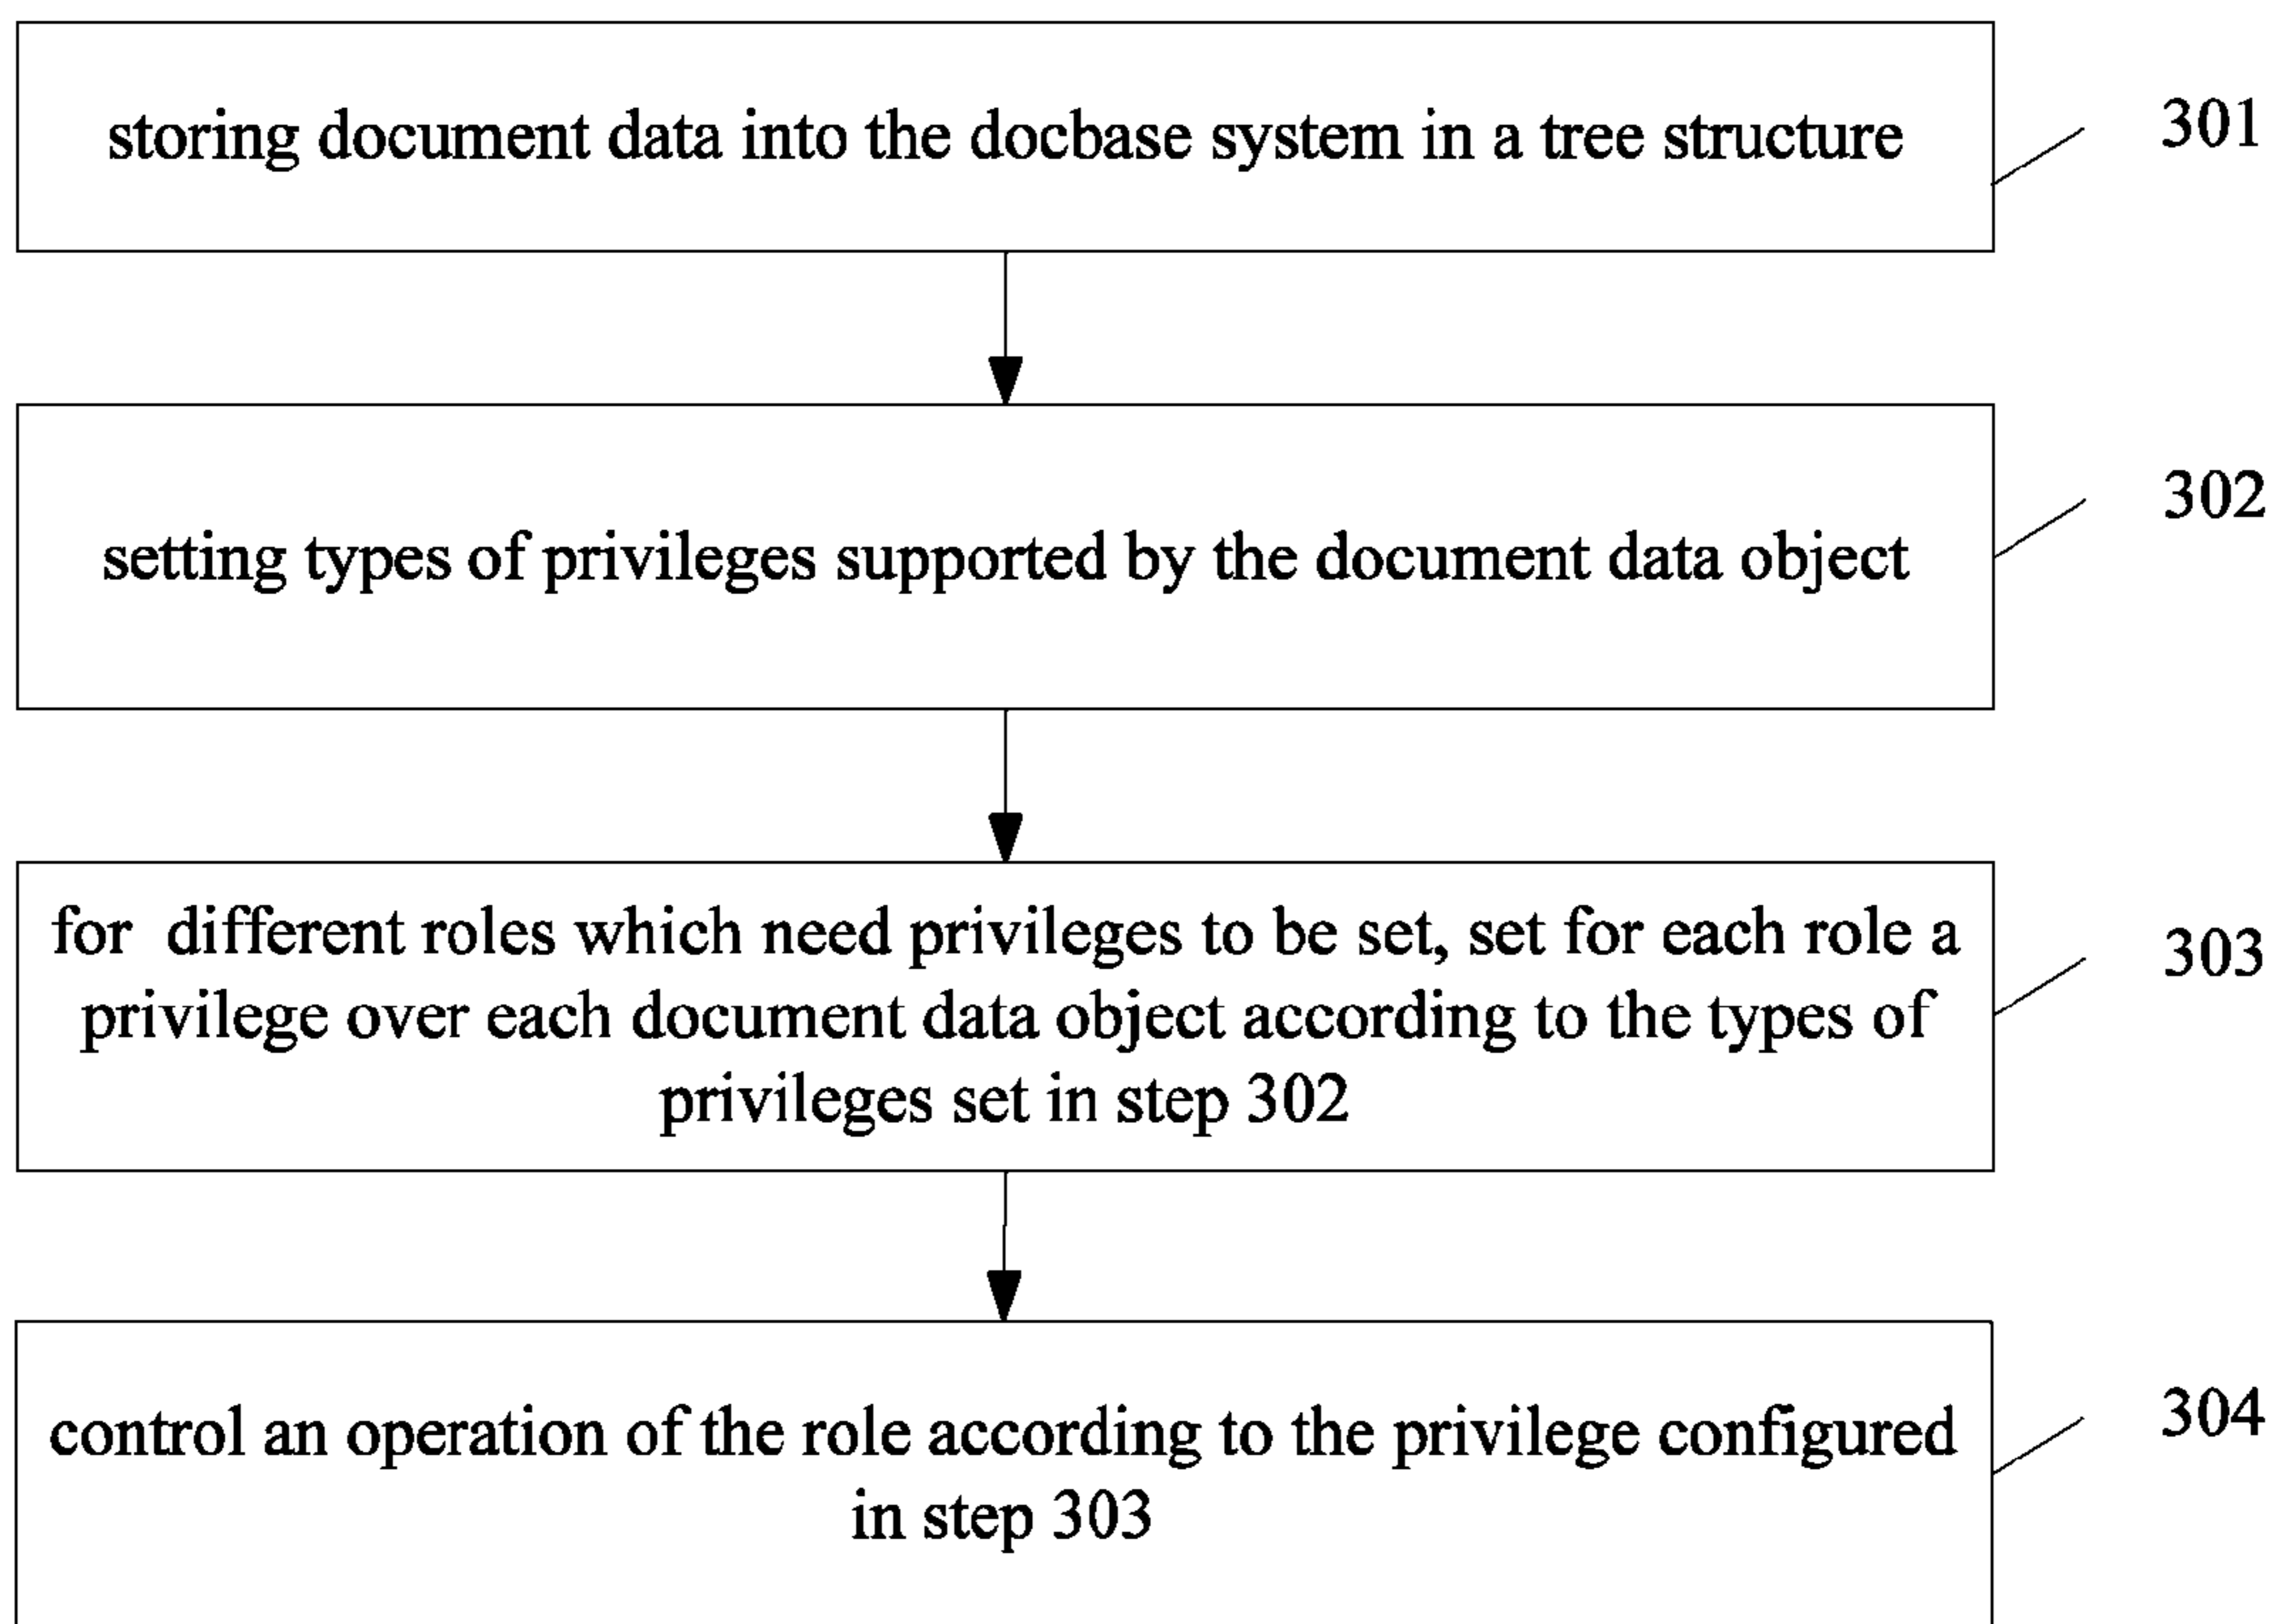 storing document data into the docbase system in a tree structure
301
setting types of privileges supported by the document data object
302
for different roles which need privileges to be set, set for each role a
privilege over each document data object according to the types of
privileges set in step 302
303
control an operation of the role according to the privilege configured
in step 303
304